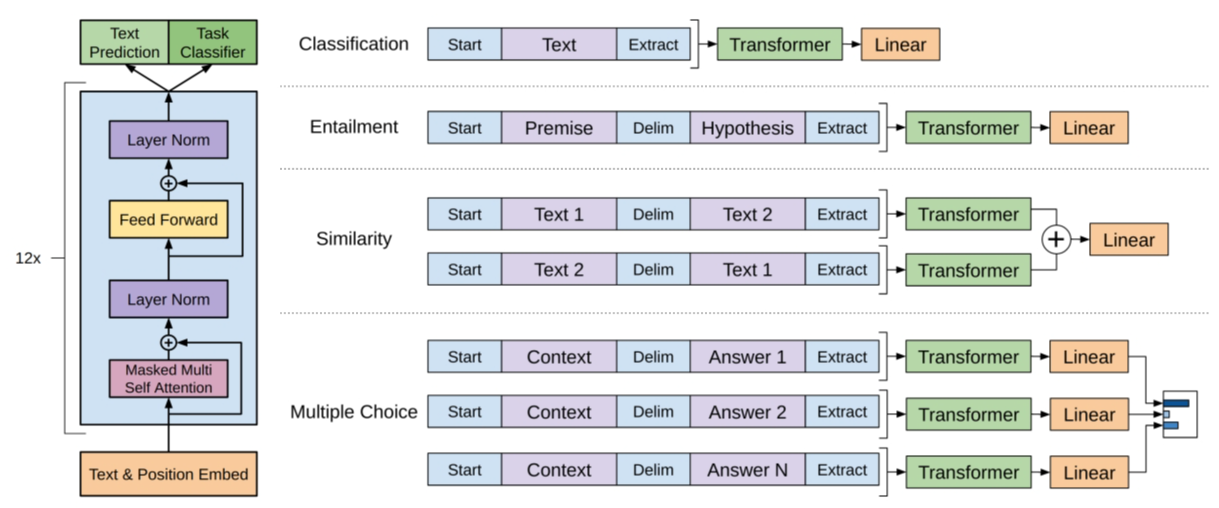 Text
Prediction
Task
Classifier
12x
Layer Norm
+
Feed Forward
Layer Norm
+
Masked Multi
Self Attention
Text & Position Embed
Classification
Start Text Extract Transformer Linear
Entailment
Start Premise Delim Hypothesis Extract Transformer Linear
Similarity
Start Text 1 Delim Text 2 Extract Transformer
+ Linear
Start Text 2 Delim Text 1 Extract Transformer
Multiple Choice
Start Context Delim Answer 1 Extract Transformer Linear
Start Context Delim Answer 2 Extract Transformer Linear
Start Context Delim Answer N Extract Transformer Linear